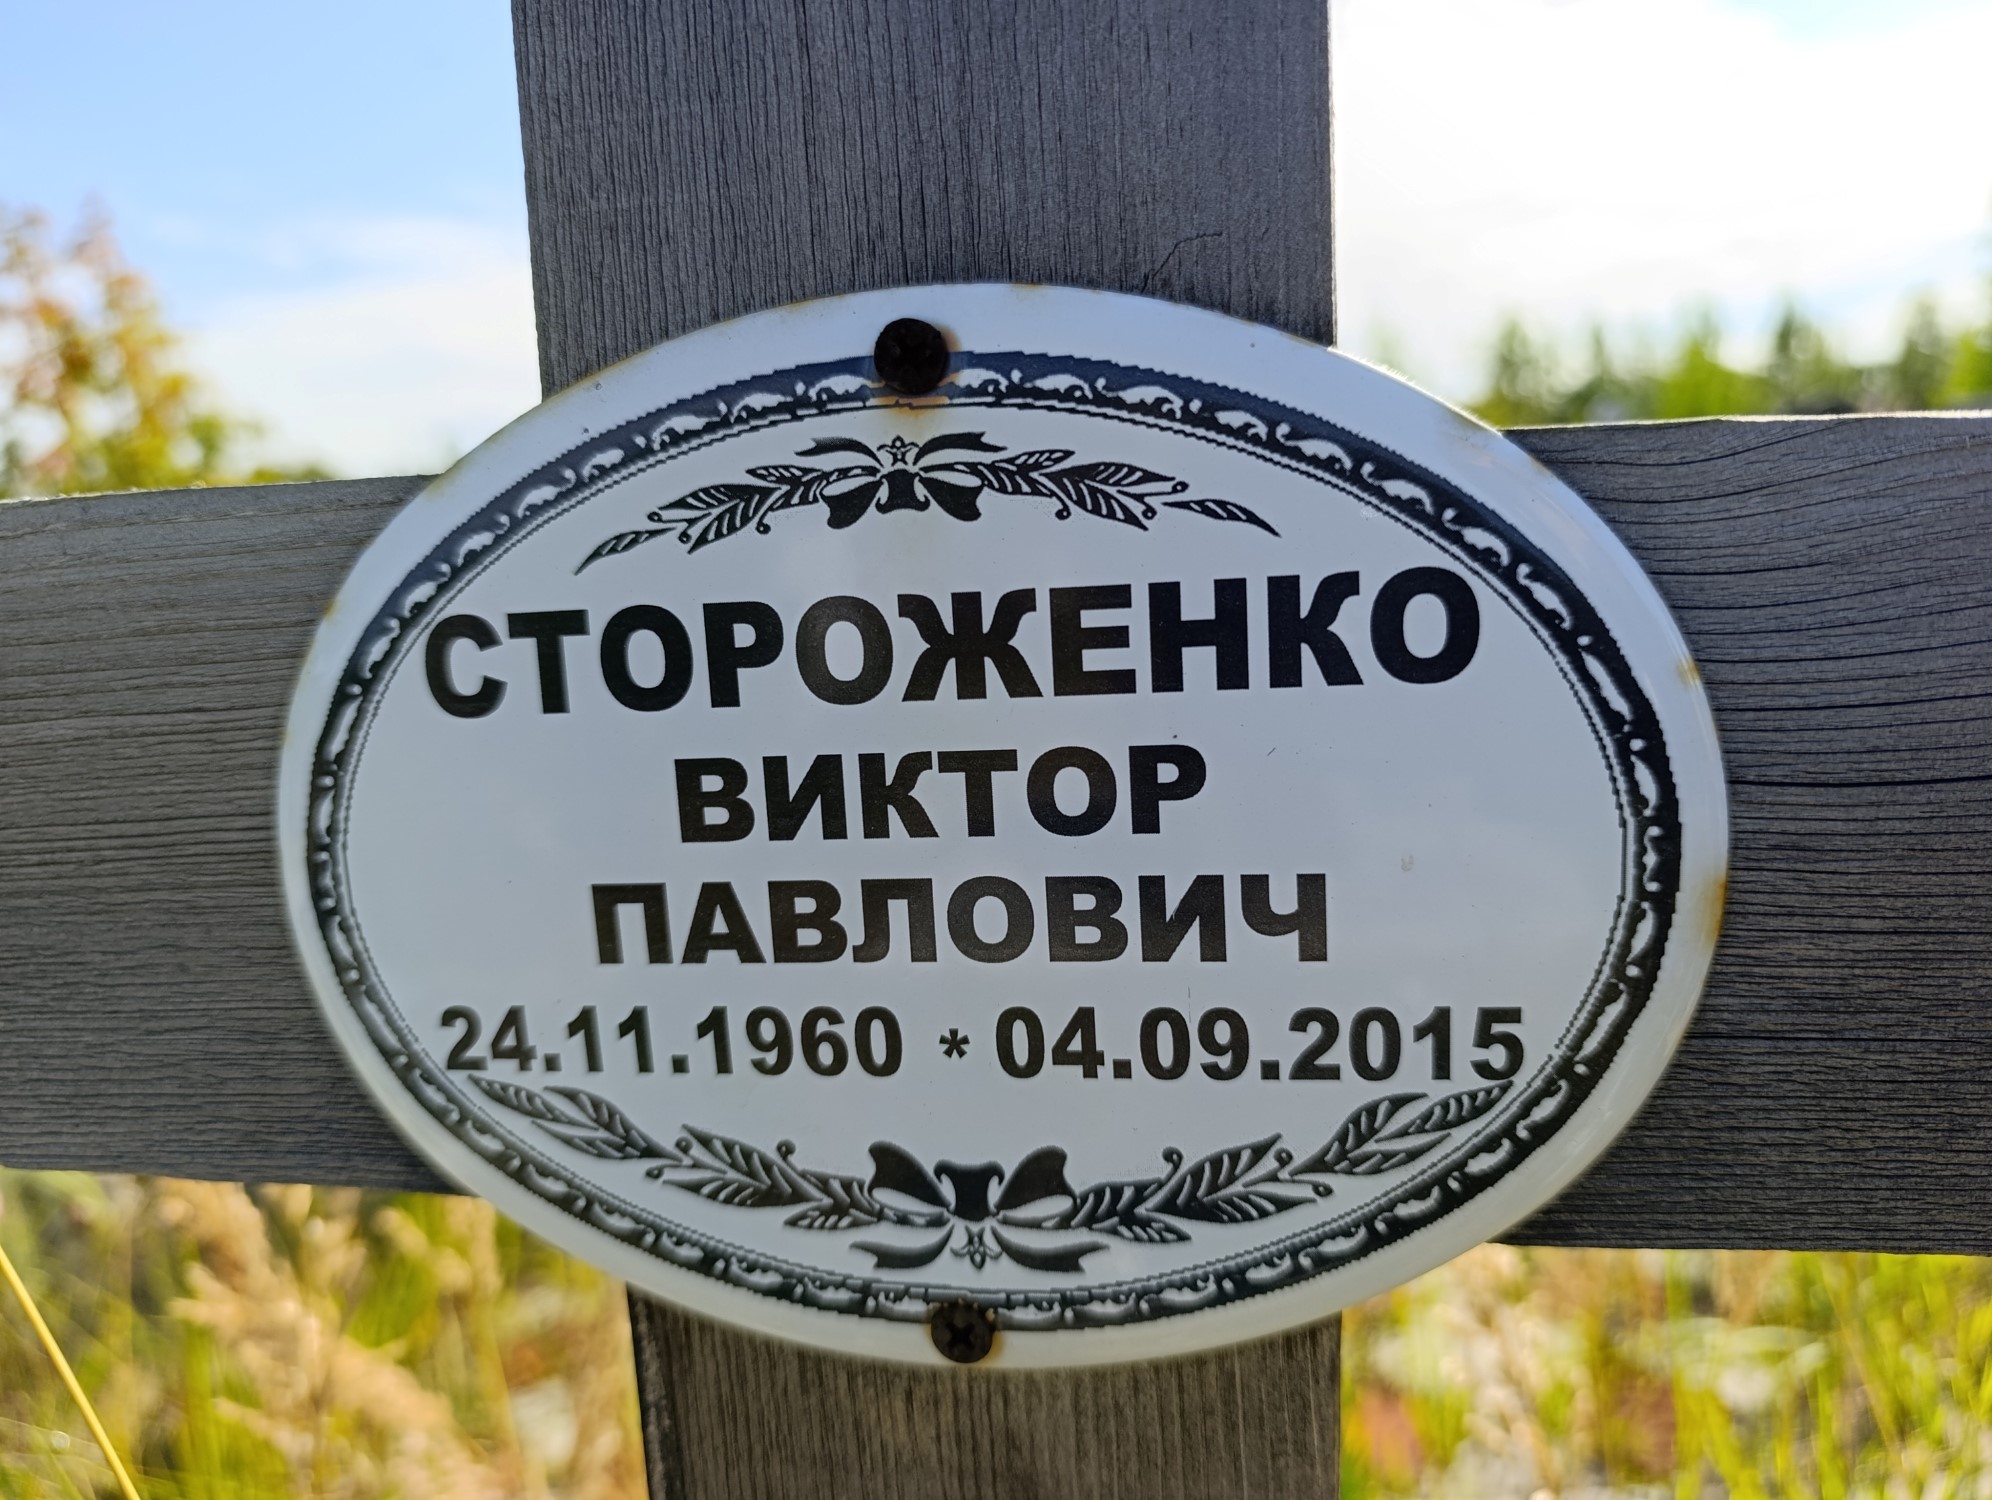 СТОРОЖЕНКО
ВИКТОР
ПАВЛОВИЧ
24.11.1960 * 04.09.2015